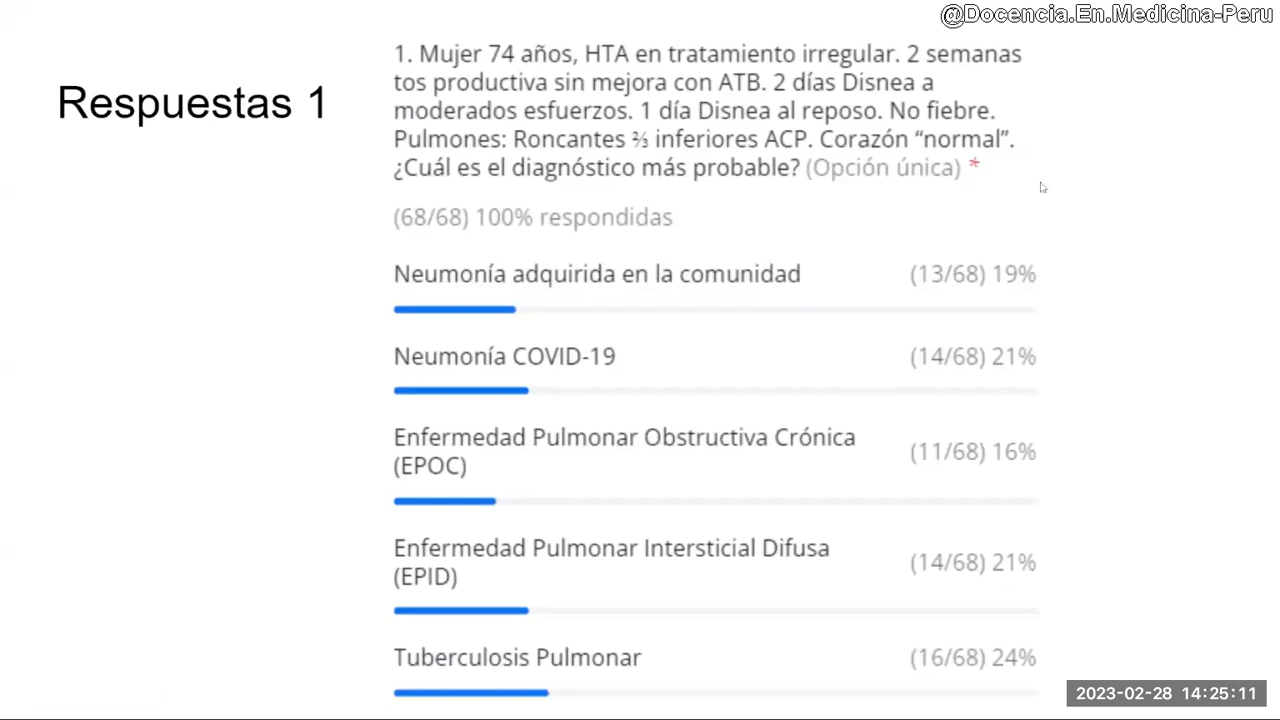 @Docencia.En.Medicina-Peru
Respuestas 1
1. Mujer 74 años, HTA en tratamiento irregular. 2 semanas
tos productiva sin mejora con ATB. 2 días Disnea a
moderados esfuerzos. 1 día Disnea al reposo. No fiebre.
Pulmones: Roncantes ⅔ inferiores ACP. Corazón “normal”.
¿Cuál es el diagnóstico más probable? (Opción única) *
(68/68) 100% respondidas
Neumonía adquirida en la comunidad (13/68) 19%
Neumonía COVID-19 (14/68) 21%
Enfermedad Pulmonar Obstructiva Crónica
(EPOC)
(11/68) 16%
Enfermedad Pulmonar Intersticial Difusa
(EPID)
(14/68) 21%
Tuberculosis Pulmonar (16/68) 24%
2023-02-28 14:25:11